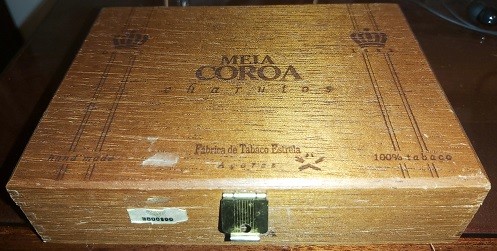 MEIA
COROA
charutos
Fábrica de Tabaco Estrela
Açores
hand made
100% tabaco